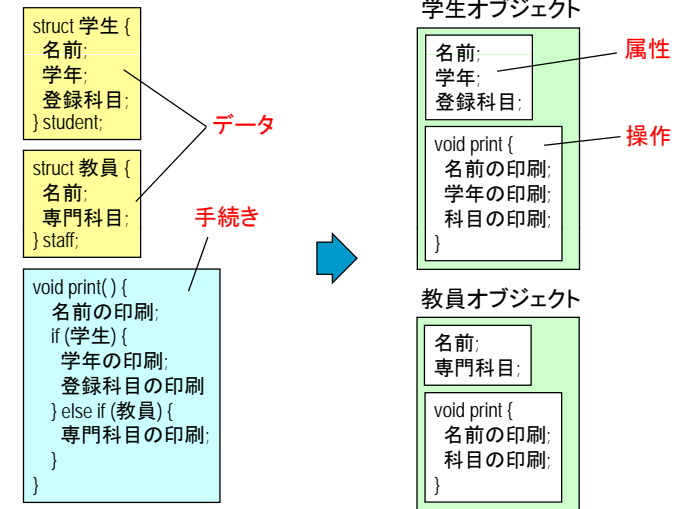 struct 学生 {
名前;
学年;
登録科目;
} student;
データ
struct 教員 {
名前;
専門科目;
} staff;
手続き
void print( ) {
名前の印刷;
if (学生) {
学年の印刷;
登録科目の印刷
} else if (教員) {
専門科目の印刷;
}
}
学生オブジェクト
名前;
学年;
登録科目;
属性
void print {
名前の印刷;
学年の印刷;
科目の印刷;
}
操作
教員オブジェクト
名前;
専門科目;
void print {
名前の印刷;
科目の印刷;
}